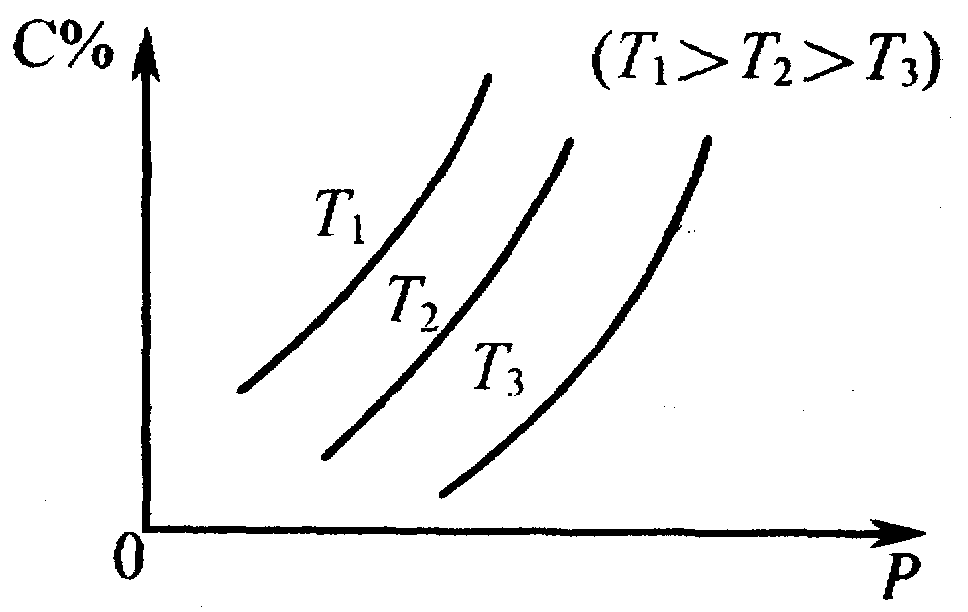 C%
(T₁>T₂>T₃)
T₁
T₂
T₃
0
P